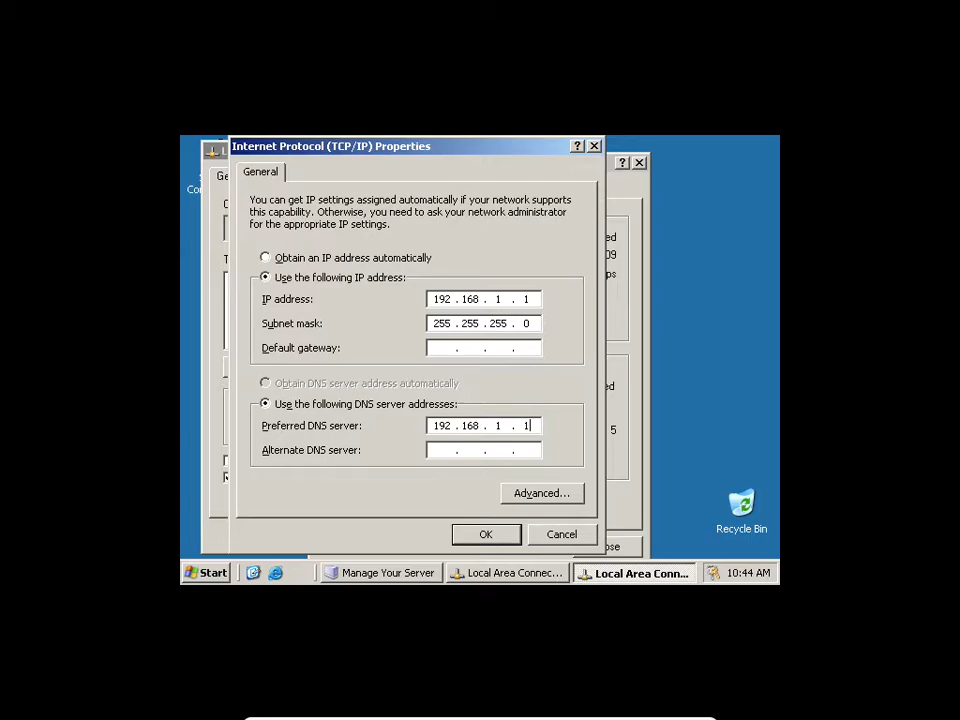 Internet Protocol (TCP/IP) Properties
General
You can get IP settings assigned automatically if your network supports
this capability. Otherwise, you need to ask your network administrator
for the appropriate IP settings.
Obtain an IP address automatically
Use the following IP address:
IP address: 192 . 168 . 1 . 1
Subnet mask: 255 . 255 . 255 . 0
Default gateway: . . .
Obtain DNS server address automatically
Use the following DNS server addresses:
Preferred DNS server: 192 . 168 . 1 . 1
Alternate DNS server: . . .
Advanced...
OK Cancel
Recycle Bin
Start Manage Your Server Local Area Connec... Local Area Conn... 10:44 AM